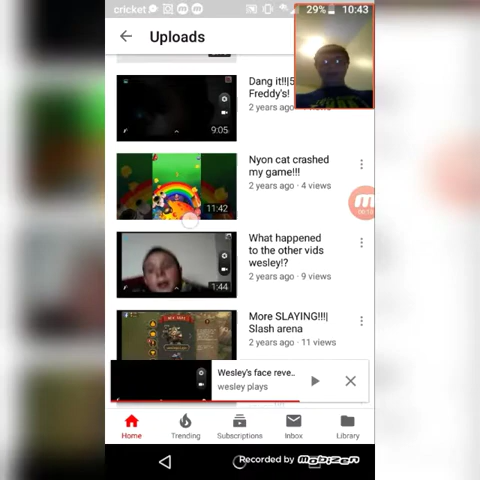 cricket
29%
10:43
Uploads
Dang it!!|5
Freddy's!
2 years ago
views
9:05
Nyon cat crashed
my game!!!
2 years ago · 4 views
11:42
What happened
to the other vids
wesley!?
2 years ago · 9 views
1:44
More SLAYING!!!|
Slash arena
2 years ago · 11 views
Wesley's face reve..
wesley plays
Home
Trending
Subscriptions
Inbox
Library
Recorded by mobizen